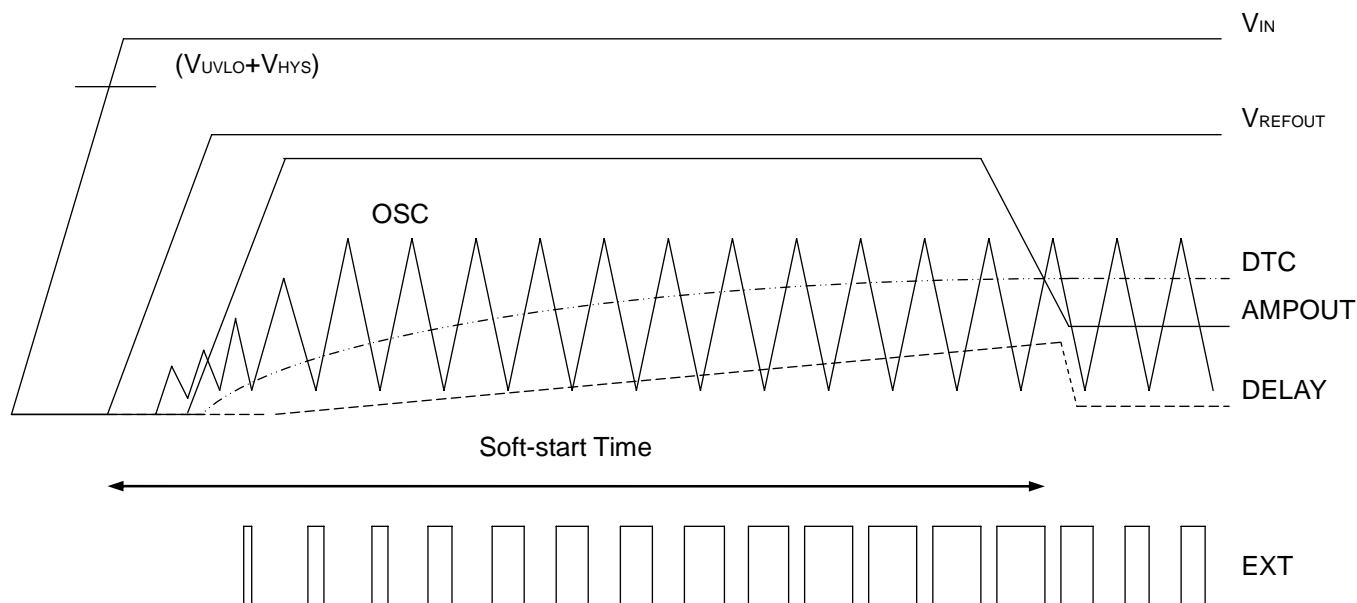 VIN
(VUVLO+VHYS)
VREFOUT
OSC
DTC
AMPOUT
DELAY
Soft-start Time
EXT